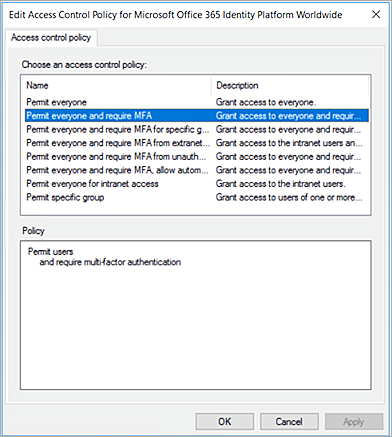 Edit Access Control Policy for Microsoft Office 365 Identity Platform Worldwide
Access control policy
Choose an access control policy:
Name Description
Permit everyone Grant access to everyone.
Permit everyone and require MFA Grant access to everyone and requir...
Permit everyone and require MFA for specific g... Grant access to everyone and requir...
Permit everyone and require MFA from extranet... Grant access to the intranet users an...
Permit everyone and require MFA from unauth... Grant access to everyone and requir...
Permit everyone and require MFA, allow autom... Grant access to everyone and requir...
Permit everyone for intranet access Grant access to the intranet users.
Permit specific group Grant access to users of one or more...
Policy
Permit users
and require multi-factor authentication
OK Cancel Apply